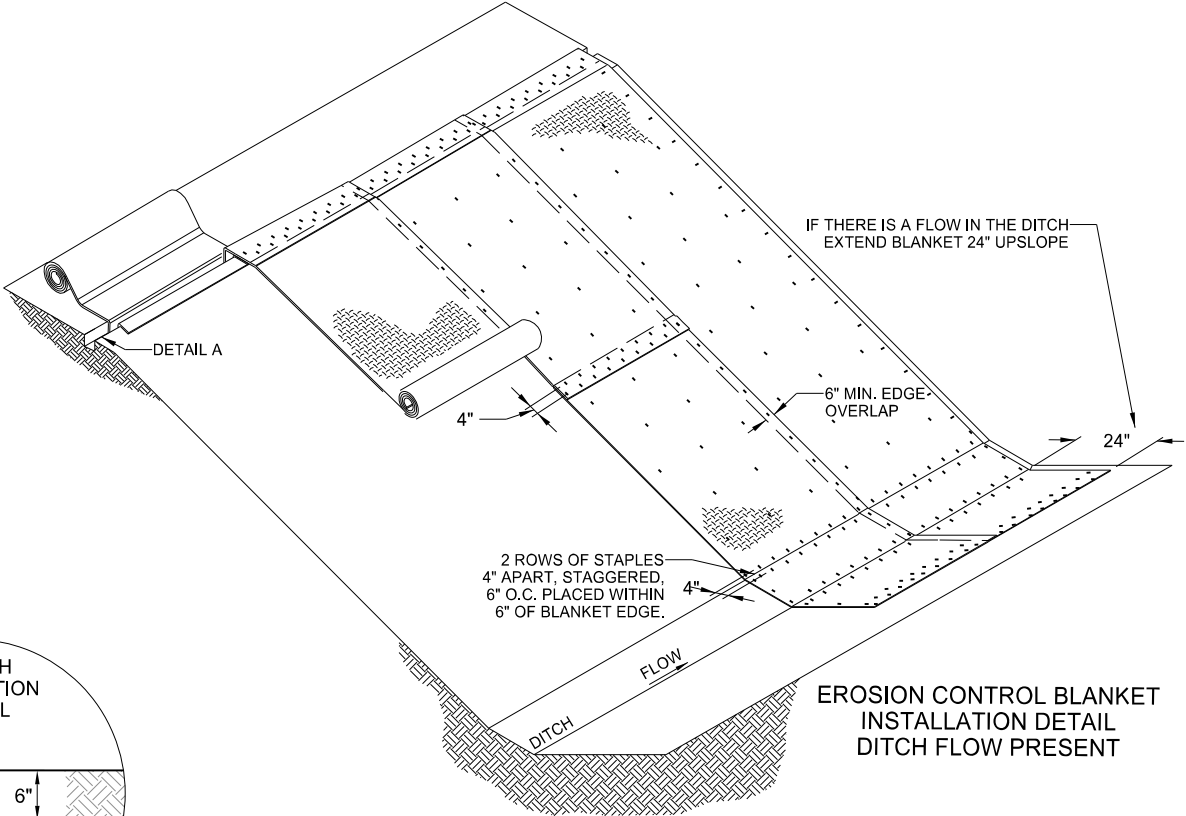 IF THERE IS A FLOW IN THE DITCH
EXTEND BLANKET 24" UPSLOPE
DETAIL A
4"
6" MIN. EDGE
OVERLAP
24"
2 ROWS OF STAPLES
4" APART, STAGGERED,
6" O.C. PLACED WITHIN
6" OF BLANKET EDGE.
4"
FLOW
DITCH
EROSION CONTROL BLANKET
INSTALLATION DETAIL
DITCH FLOW PRESENT
6"